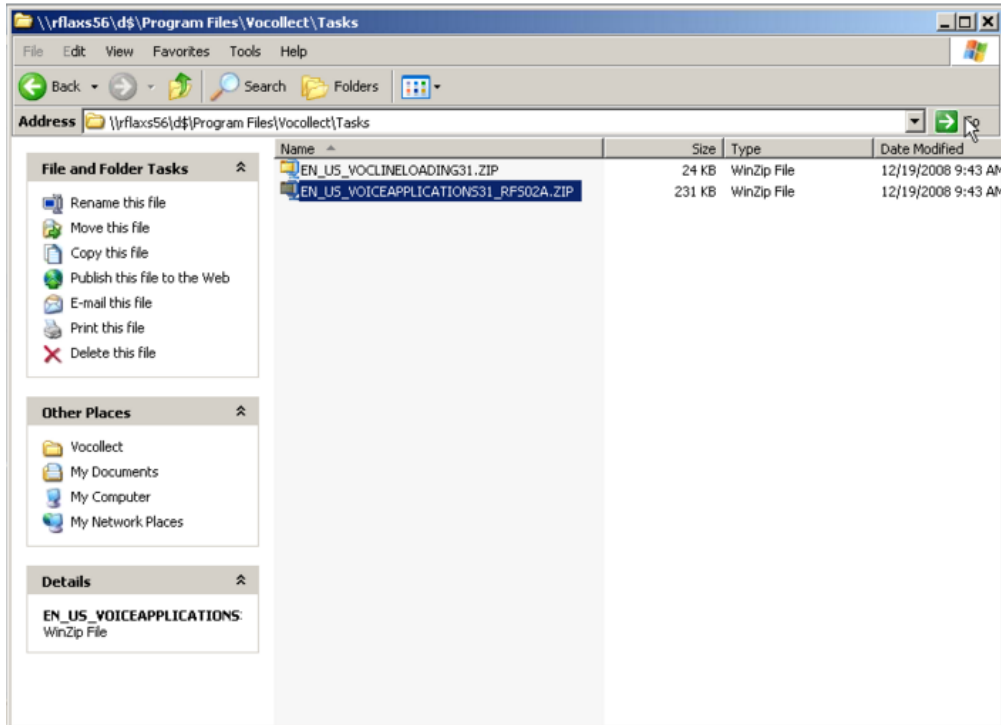 \\rflaxs56\d$\Program Files\Vocollect\Tasks
File Edit View Favorites Tools Help
Back Search Folders
Address \\rflaxs56\d$\Program Files\Vocollect\Tasks
Name Size Type Date Modified
EN_US_VOCLINELOADING31.ZIP 24 KB WinZip File 12/19/2008 9:43 AM
EN_US_VOICEAPPLICATIONS31_RFS02A.ZIP 231 KB WinZip File 12/19/2008 9:43 AM
File and Folder Tasks
Rename this file
Move this file
Copy this file
Publish this file to the Web
E-mail this file
Print this file
Delete this file
Other Places
Vocollect
My Documents
My Computer
My Network Places
Details
EN_US_VOICEAPPLICATIONS
WinZip File